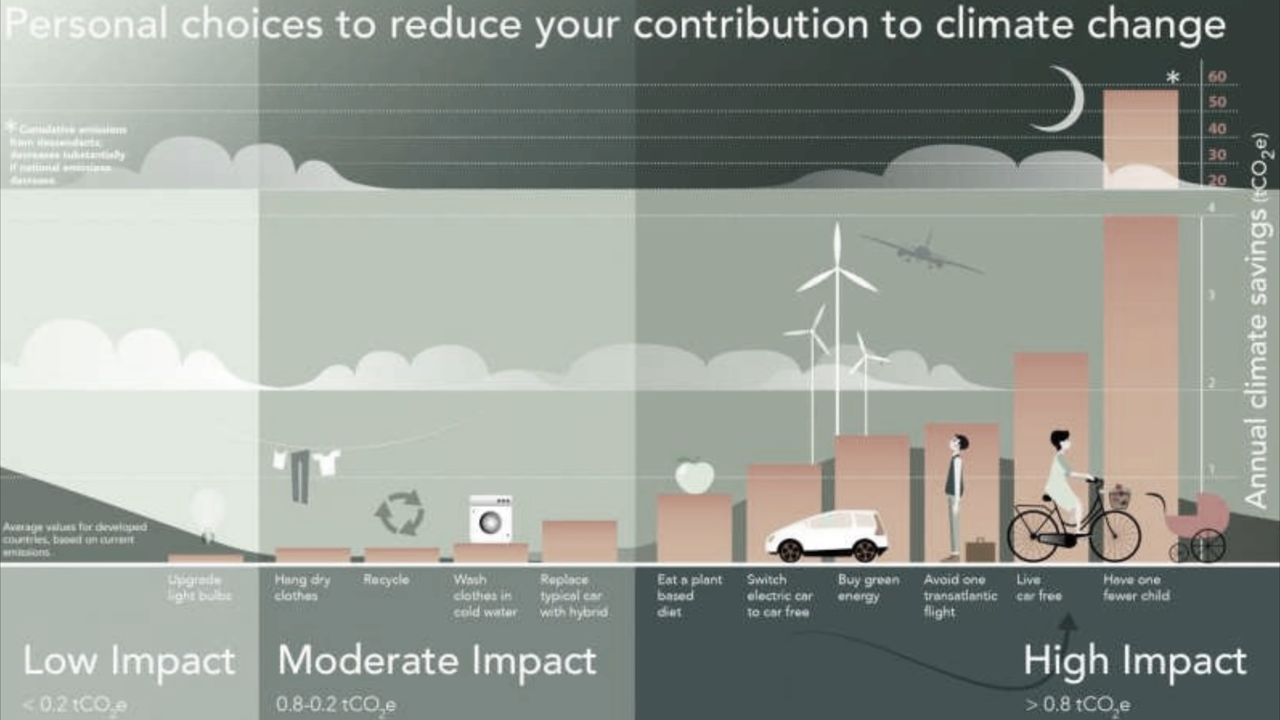 Personal choices to reduce your contribution to climate change
* Cumulative emissions
from descendants;
decreases substantially
if national emissions
decrease.
*
60
50
40
30
20
4
3
2
1
Annual climate savings (tCO₂e)
Average values for developed
countries, based on current
emissions.
Upgrade
light bulbs
Hang dry
clothes
Recycle
Wash
clothes in
cold water
Replace
typical car
with hybrid
Eat a plant
based
diet
Switch
electric car
to car free
Buy green
energy
Avoid one
transatlantic
flight
Live
car free
Have one
fewer child
Low Impact
< 0.2 tCO₂e
Moderate Impact
0.8-0.2 tCO₂e
High Impact
> 0.8 tCO₂e